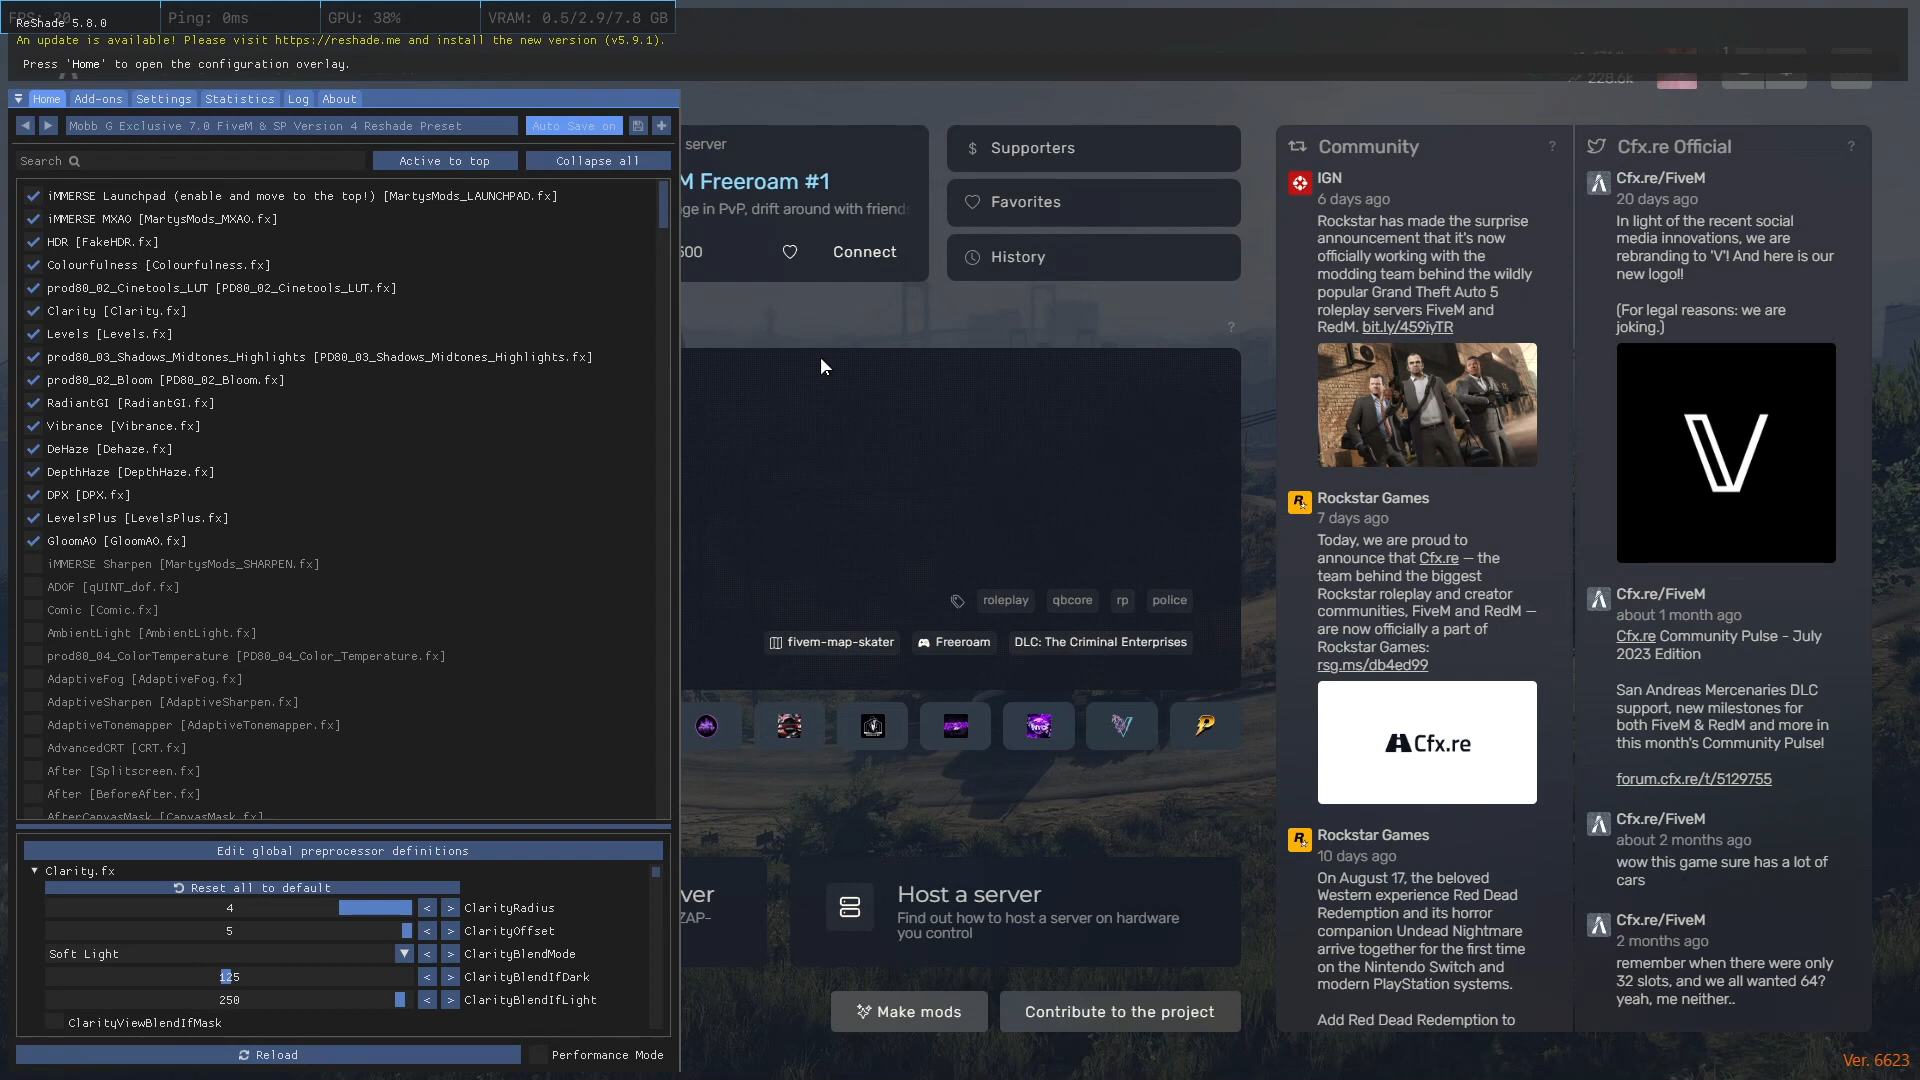 Ping: 0ms
GPU: 38%
VRAM: 0.5/2.9/7.8 GB
ReShade 5.8.0
An update is available! Please visit https://reshade.me and install the new version (v5.9.1).
Press 'Home' to open the configuration overlay.
228.6k
Home Add-ons Settings Statistics Log About
Mobb G Exclusive 7.0 FiveM & SP Version 4 Reshade Preset
Auto Save on
Search
Active to top
Collapse all
iMMERSE Launchpad (enable and move to the top!) [MartysMods_LAUNCHPAD.fx]
iMMERSE MXAO [MartysMods_MXAO.fx]
HDR [FakeHDR.fx]
Colourfulness [Colourfulness.fx]
prod80_02_Cinetools_LUT [PD80_02_Cinetools_LUT.fx]
Clarity [Clarity.fx]
Levels [Levels.fx]
prod80_03_Shadows_Midtones_Highlights [PD80_03_Shadows_Midtones_Highlights.fx]
prod80_02_Bloom [PD80_02_Bloom.fx]
RadiantGI [RadiantGI.fx]
Vibrance [Vibrance.fx]
DeHaze [Dehaze.fx]
DepthHaze [DepthHaze.fx]
DPX [DPX.fx]
LevelsPlus [LevelsPlus.fx]
GloomAO [GloomAO.fx]
iMMERSE Sharpen [MartysMods_SHARPEN.fx]
ADOF [qUINT_dof.fx]
Comic [Comic.fx]
AmbientLight [AmbientLight.fx]
prod80_04_ColorTemperature [PD80_04_Color_Temperature.fx]
AdaptiveFog [AdaptiveFog.fx]
AdaptiveSharpen [AdaptiveSharpen.fx]
AdaptiveTonemapper [AdaptiveTonemapper.fx]
AdvancedCRT [CRT.fx]
After [Splitscreen.fx]
After [BeforeAfter.fx]
AfterCanvasMask [CanvasMask.fx]
Edit global preprocessor definitions
Clarity.fx
Reset all to default
4 < > ClarityRadius
5 < > ClarityOffset
Soft Light < > ClarityBlendMode
125 < > ClarityBlendIfDark
250 < > ClarityBlendIfLight
ClarityViewBlendIfMask
Reload
Performance Mode
server
M Freeroam #1
ge in PvP, drift around with friends
500
Connect
$ Supporters
Favorites
History
?
roleplay
qbcore
rp
police
fivem-map-skater
Freeroam
DLC: The Criminal Enterprises
ver
ZAP-
Host a server
Find out how to host a server on hardware
you control
Make mods
Contribute to the project
Community ?
IGN
6 days ago
Rockstar has made the surprise
announcement that it's now
officially working with the
modding team behind the wildly
popular Grand Theft Auto 5
roleplay servers FiveM and
RedM. bit.ly/459iyTR
Rockstar Games
7 days ago
Today, we are proud to
announce that Cfx.re — the
team behind the biggest
Rockstar roleplay and creator
communities, FiveM and RedM —
are now officially a part of
Rockstar Games:
rsg.ms/db4ed99
Cfx.re
Rockstar Games
10 days ago
On August 17, the beloved
Western experience Red Dead
Redemption and its horror
companion Undead Nightmare
arrive together for the first time
on the Nintendo Switch and
modern PlayStation systems.
Add Red Dead Redemption to
Cfx.re Official ?
Cfx.re/FiveM
20 days ago
In light of the recent social
media innovations, we are
rebranding to 'V'! And here is our
new logo!!
(For legal reasons: we are
joking.)
V
Cfx.re/FiveM
about 1 month ago
Cfx.re Community Pulse - July
2023 Edition
San Andreas Mercenaries DLC
support, new milestones for
both FiveM & RedM and more in
this month's Community Pulse!
forum.cfx.re/t/5129755
Cfx.re/FiveM
about 2 months ago
wow this game sure has a lot of
cars
Cfx.re/FiveM
2 months ago
remember when there were only
32 slots, and we all wanted 64?
yeah, me neither..
Ver. 6623